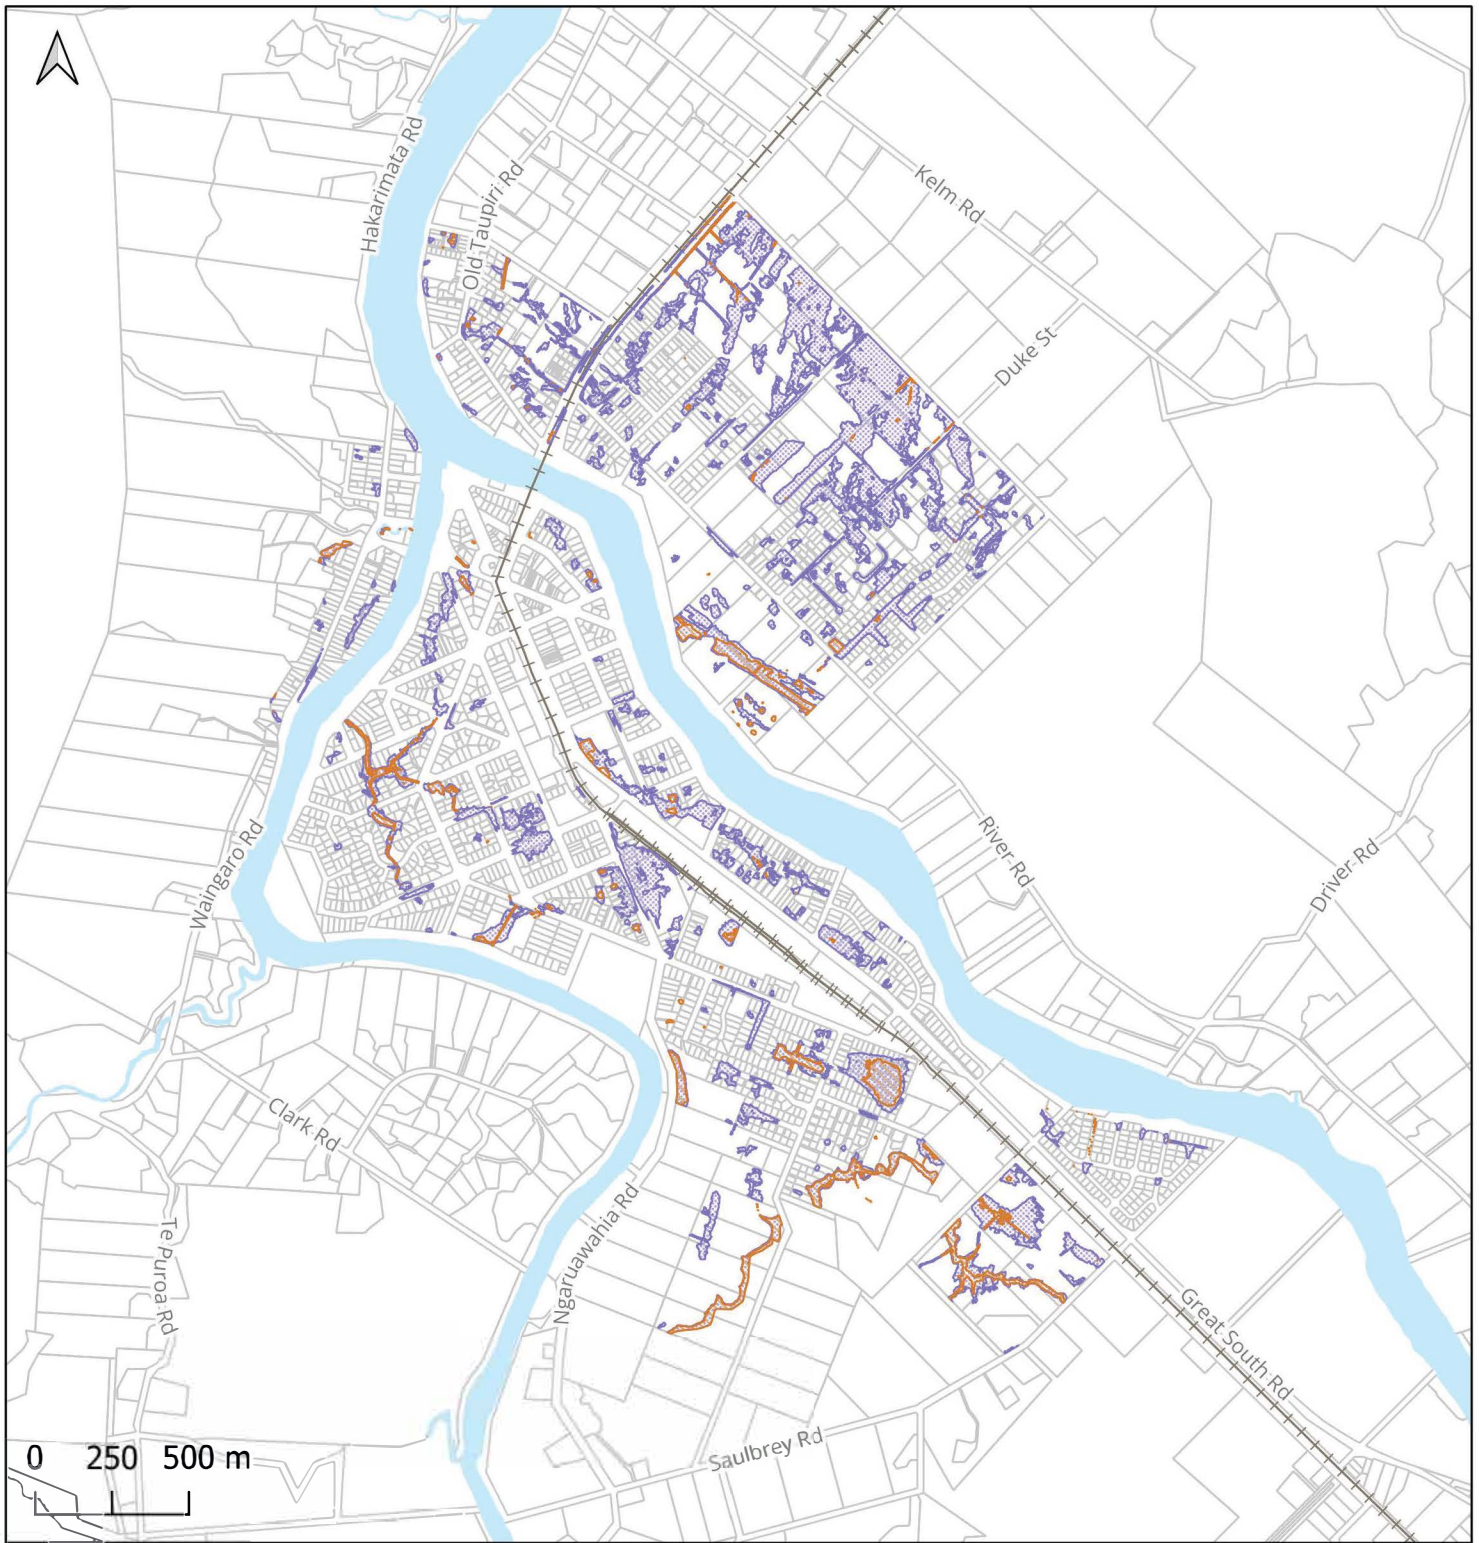 Hakarimata Rd
Old Taupiri Rd
Kelm Rd
Duke St
River Rd
Driver Rd
Waingaro Rd
Clark Rd
Te Puroa Rd
Ngaruawahia Rd
Great South Rd
Saulbrey Rd
0 250 500 m